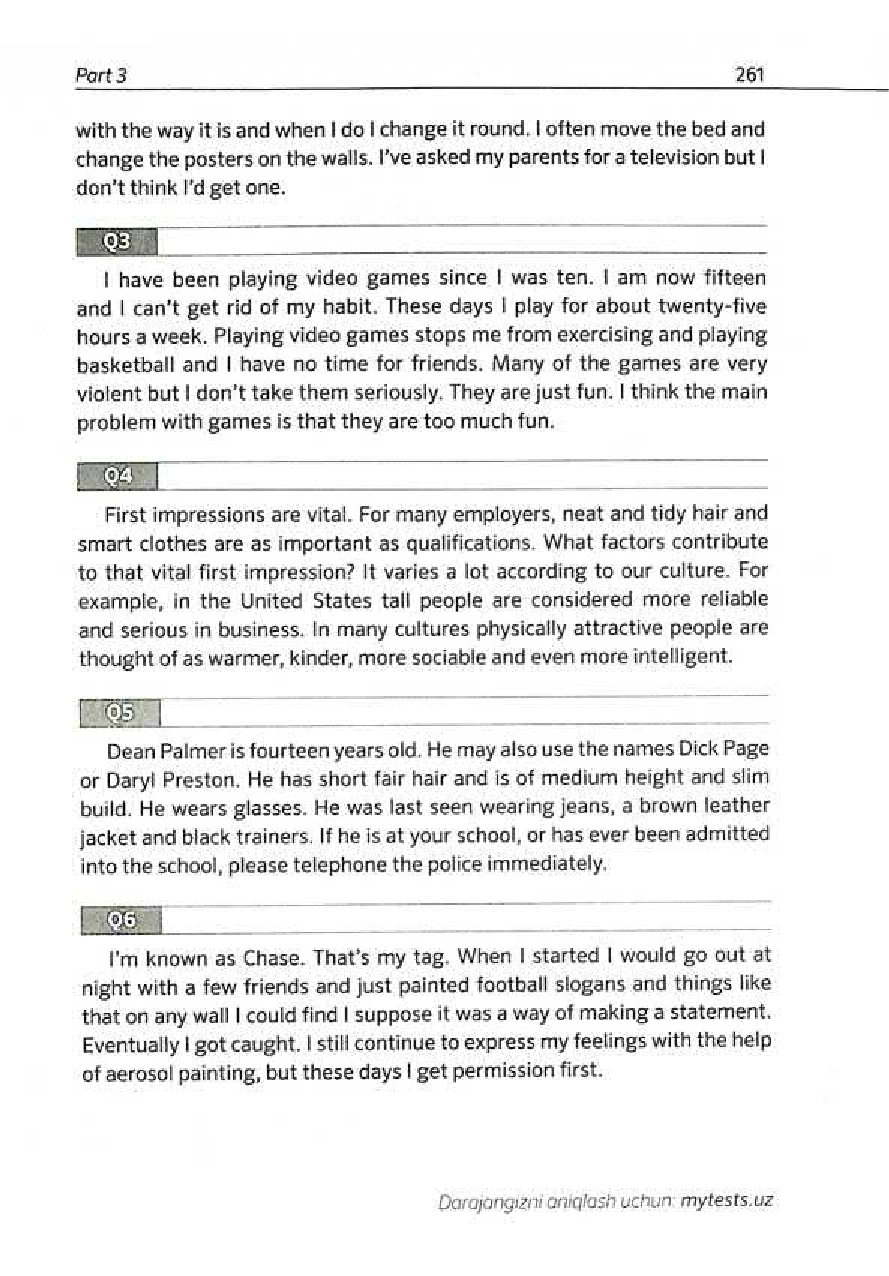 Part 3 261
with the way it is and when I do I change it round. I often move the bed and
change the posters on the walls. I've asked my parents for a television but I
don't think I'd get one.
Q3
I have been playing video games since I was ten. I am now fifteen
and I can't get rid of my habit. These days I play for about twenty-five
hours a week. Playing video games stops me from exercising and playing
basketball and I have no time for friends. Many of the games are very
violent but I don't take them seriously. They are just fun. I think the main
problem with games is that they are too much fun.
Q4
First impressions are vital. For many employers, neat and tidy hair and
smart clothes are as important as qualifications. What factors contribute
to that vital first impression? It varies a lot according to our culture. For
example, in the United States tall people are considered more reliable
and serious in business. In many cultures physically attractive people are
thought of as warmer, kinder, more sociable and even more intelligent.
Q5
Dean Palmer is fourteen years old. He may also use the names Dick Page
or Daryl Preston. He has short fair hair and is of medium height and slim
build. He wears glasses. He was last seen wearing jeans, a brown leather
jacket and black trainers. If he is at your school, or has ever been admitted
into the school, please telephone the police immediately.
Q6
I'm known as Chase. That's my tag. When I started I would go out at
night with a few friends and just painted football slogans and things like
that on any wall I could find I suppose it was a way of making a statement.
Eventually I got caught. I still continue to express my feelings with the help
of aerosol painting, but these days I get permission first.
Darajangizni aniqlash uchun: mytests.uz